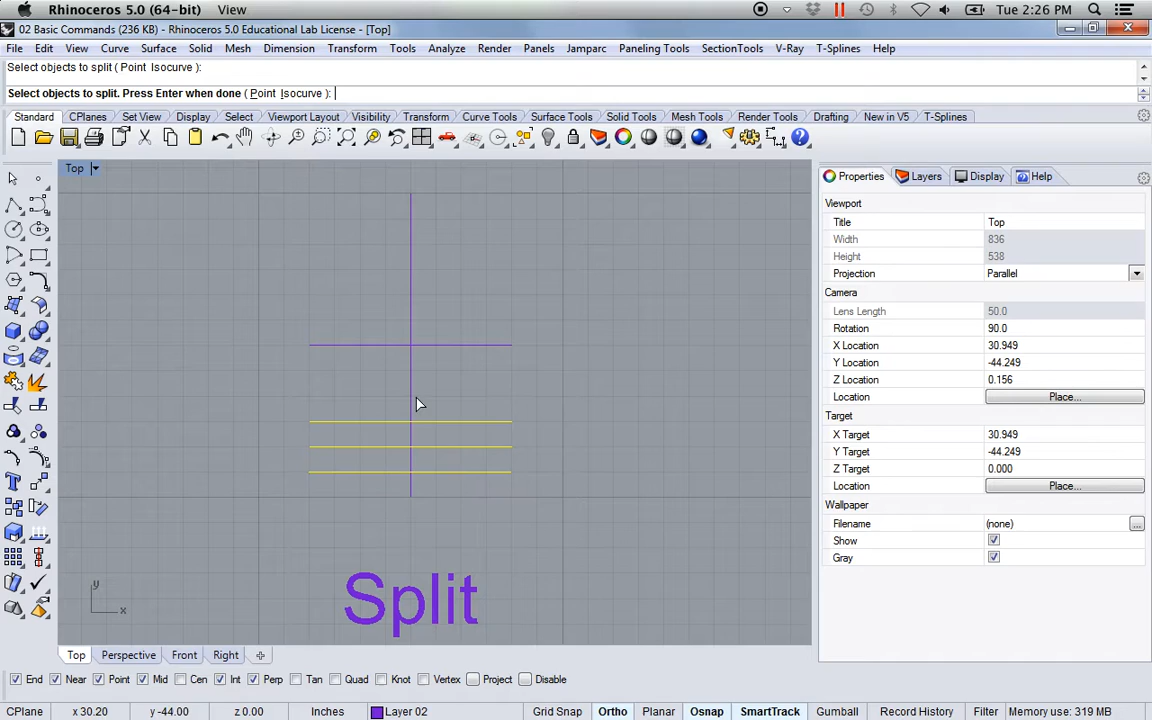 Rhinoceros 5.0 (64-bit) View Tue 2:26 PM
02 Basic Commands (236 KB) - Rhinoceros 5.0 Educational Lab License - [Top]
File Edit View Curve Surface Solid Mesh Dimension Transform Tools Analyze Render Panels Jamparc Paneling Tools SectionTools V-Ray T-Splines Help
Select objects to split ( Point Isocurve ):
Select objects to split. Press Enter when done ( Point Isocurve ):
Standard CPlanes Set View Display Select Viewport Layout Visibility Transform Curve Tools Surface Tools Solid Tools Mesh Tools Render Tools Drafting New in V5 T-Splines
Top
Properties Layers Display Help
Viewport
Title Top
Width 836
Height 538
Projection Parallel
Camera
Lens Length 50.0
Rotation 90.0
X Location 30.949
Y Location -44.249
Z Location 0.156
Location Place...
Target
X Target 30.949
Y Target -44.249
Z Target 0.000
Location Place...
Wallpaper
Filename (none) ...
Show
Gray
y
x
Split
Top Perspective Front Right
End Near Point Mid Cen Int Perp Tan Quad Knot Vertex Project Disable
CPlane x 30.20 y -44.00 z 0.00 Inches Layer 02 Grid Snap Ortho Planar Osnap SmartTrack Gumball Record History Filter Memory use: 319 MB